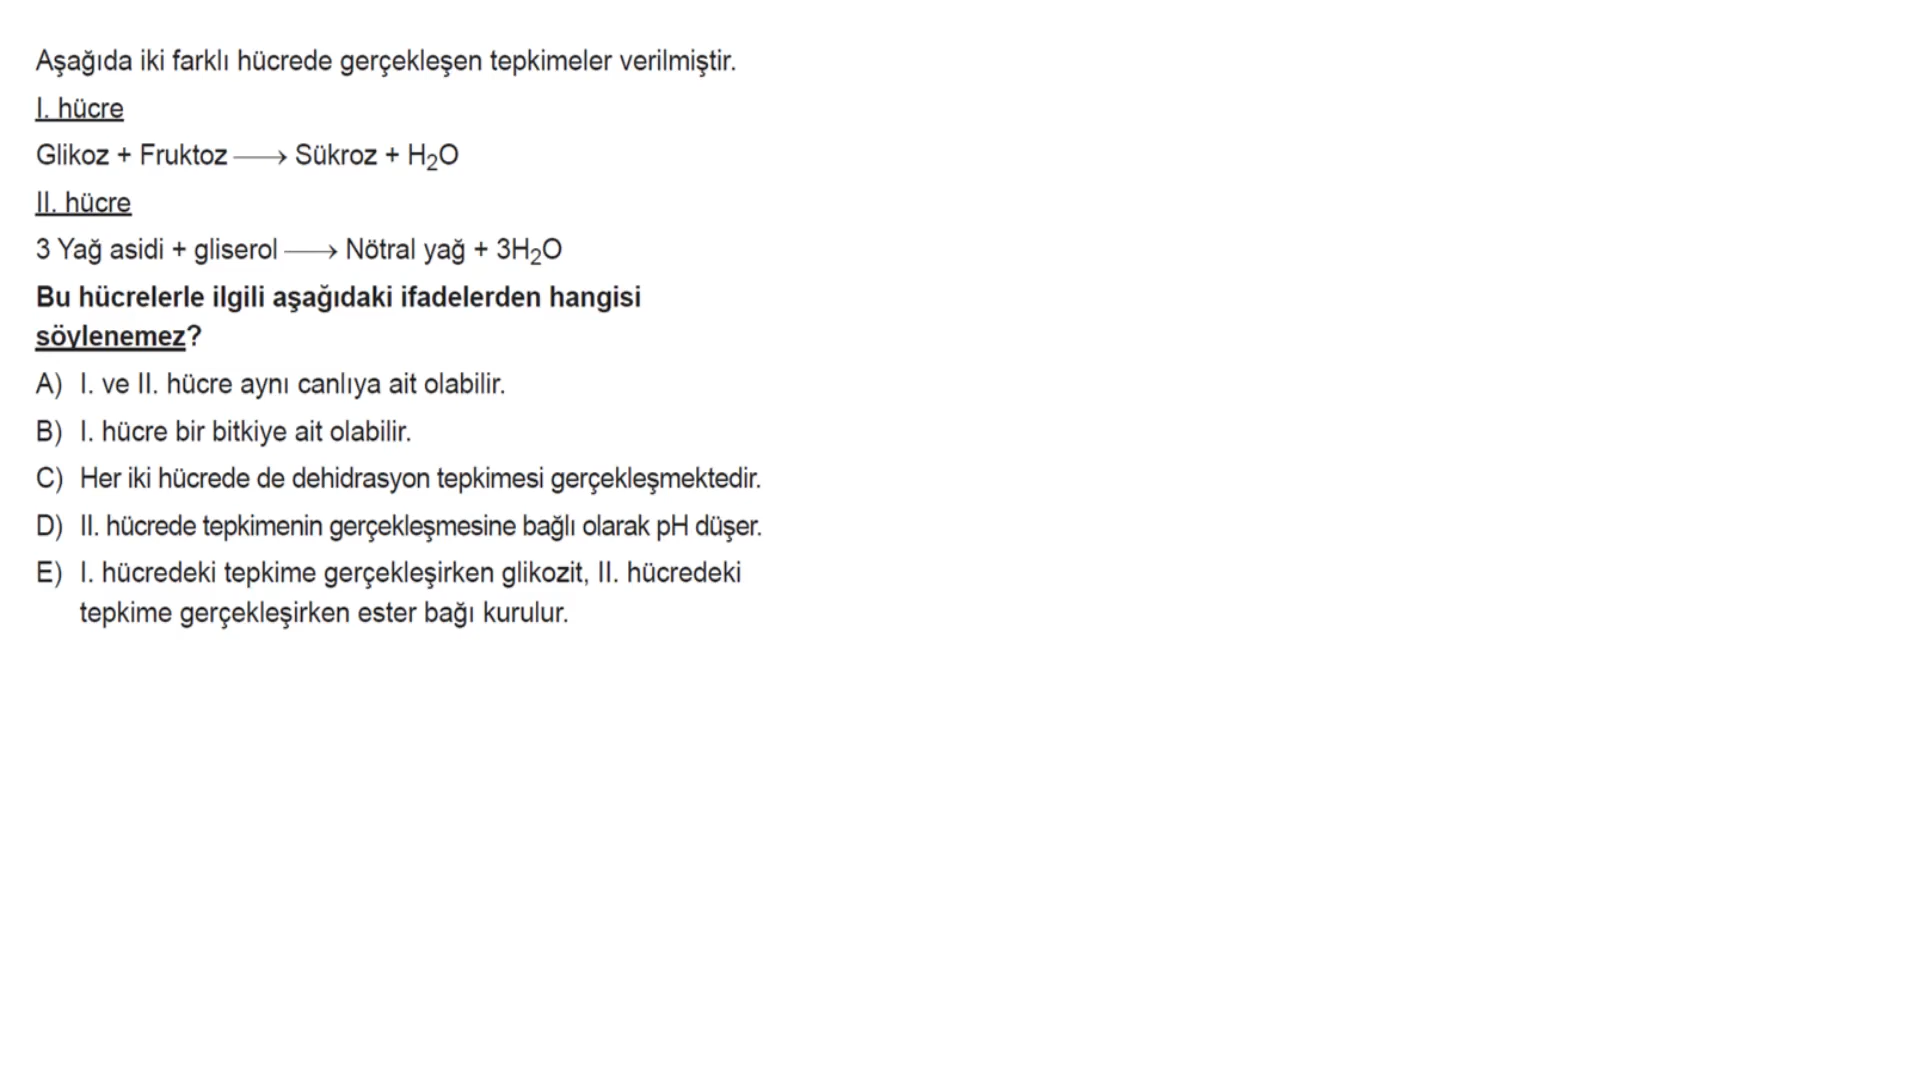 Aşağıda iki farklı hücrede gerçekleşen tepkimeler verilmiştir.
I. hücre
Glikoz + Fruktoz ⟶ Sükroz + H₂O
II. hücre
3 Yağ asidi + gliserol ⟶ Nötral yağ + 3H₂O
Bu hücrelerle ilgili aşağıdaki ifadelerden hangisi
söylenemez?
A) I. ve II. hücre aynı canlıya ait olabilir.
B) I. hücre bir bitkiye ait olabilir.
C) Her iki hücrede de dehidrasyon tepkimesi gerçekleşmektedir.
D) II. hücrede tepkimenin gerçekleşmesine bağlı olarak pH düşer.
E) I. hücredeki tepkime gerçekleşirken glikozit, II. hücredeki
tepkime gerçekleşirken ester bağı kurulur.